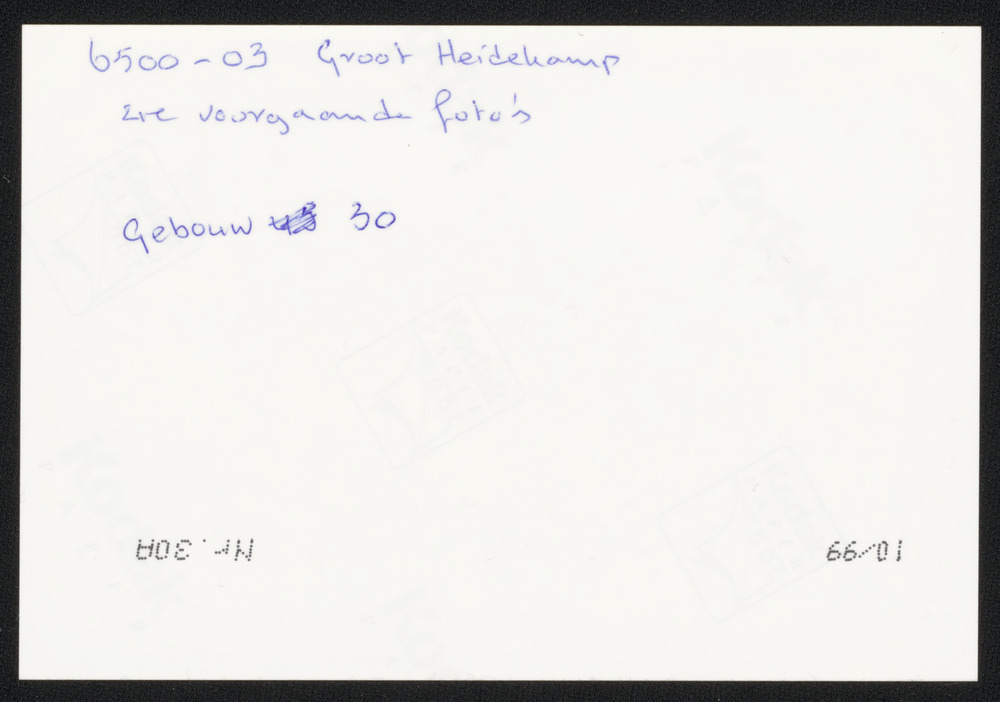 6500-03 Groot Heidekamp
zie voorgaande foto's
Gebouw 30
10/99 Nr. 30A